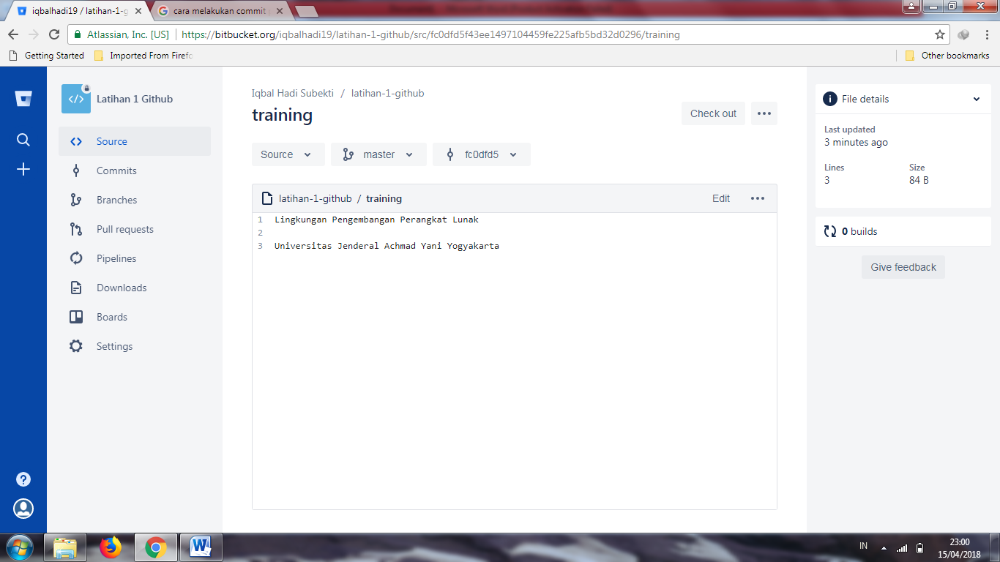 iqbalhadi19 / latihan-1-g
cara melakukan commit
Atlassian, Inc. [US]
https://bitbucket.org/iqbalhadi19/latihan-1-github/src/fc0dfd5f43ee1497104459fe225afb5bd32d0296/training
Getting Started
Imported From Firefo
Other bookmarks
Latihan 1 Github
Source
Commits
Branches
Pull requests
Pipelines
Downloads
Boards
Settings
Iqbal Hadi Subekti / latihan-1-github
training
Check out
Source
master
fc0dfd5
latihan-1-github / training
Edit
1 Lingkungan Pengembangan Perangkat Lunak
2
3 Universitas Jenderal Achmad Yani Yogyakarta
File details
Last updated
3 minutes ago
Lines Size
3 84 B
0 builds
Give feedback
IN
23:00
15/04/2018